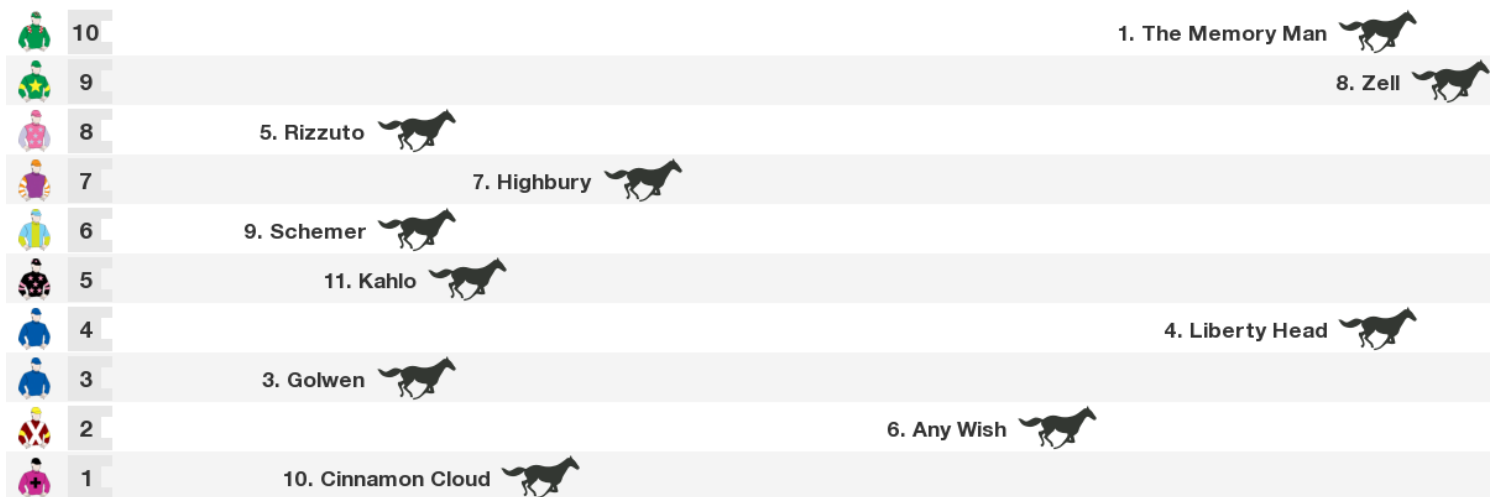 10 1. The Memory Man
9 8. Zell
8 5. Rizzuto
7 7. Highbury
6 9. Schemer
5 11. Kahlo
4 4. Liberty Head
3 3. Golwen
2 6. Any Wish
1 10. Cinnamon Cloud